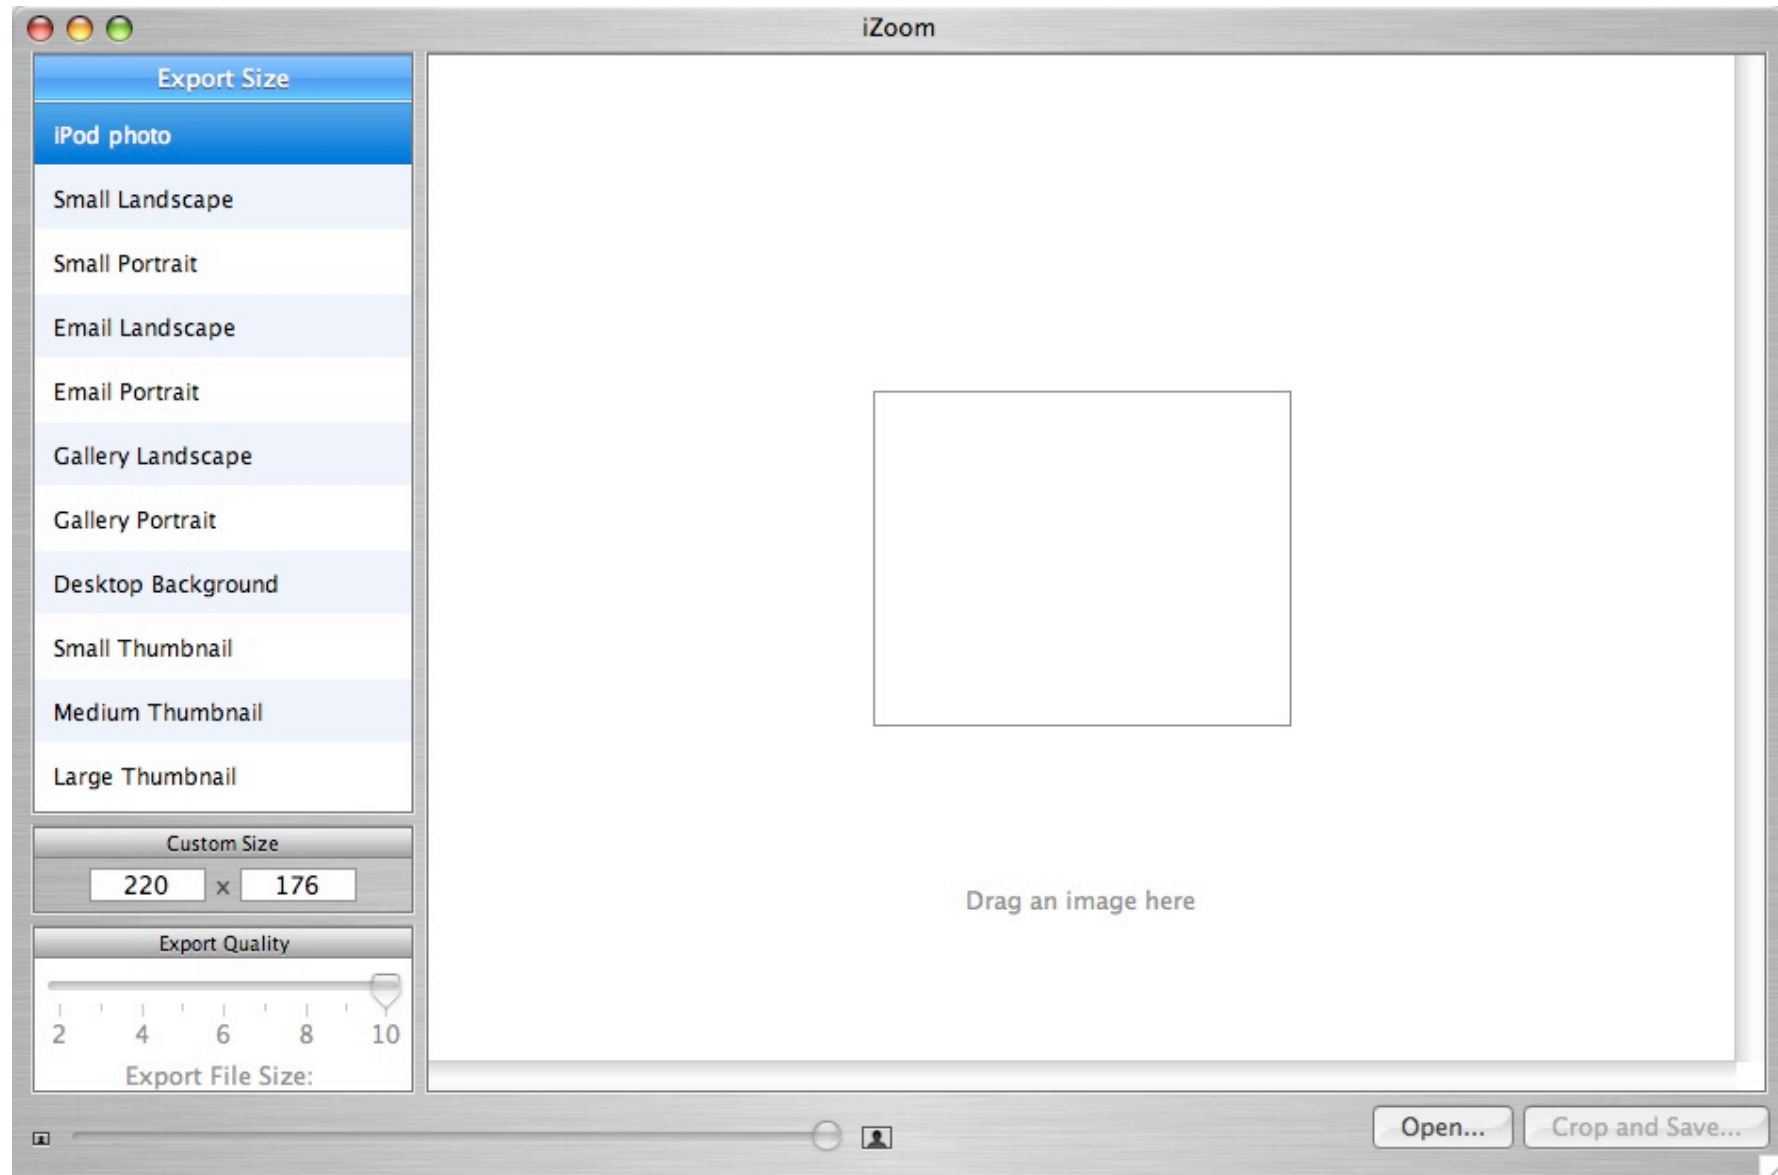 iZoom
Export Size
iPod photo
Small Landscape
Small Portrait
Email Landscape
Email Portrait
Gallery Landscape
Gallery Portrait
Desktop Background
Small Thumbnail
Medium Thumbnail
Large Thumbnail
Custom Size
220 x 176
Export Quality
2 4 6 8 10
Export File Size:
Drag an image here
Open... Crop and Save...